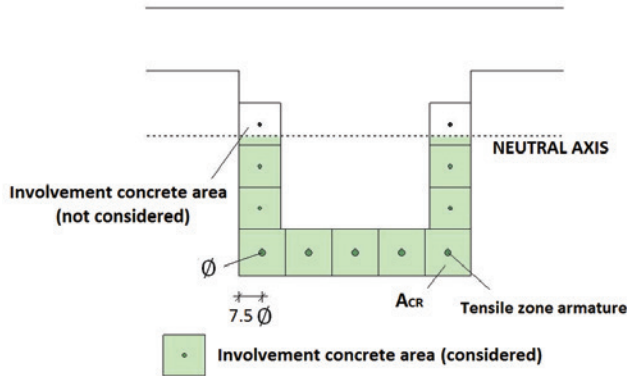 NEUTRAL AXIS
Involvement concrete area
(not considered)
Ø
7.5 Ø
ACR
Tensile zone armature
Involvement concrete area (considered)